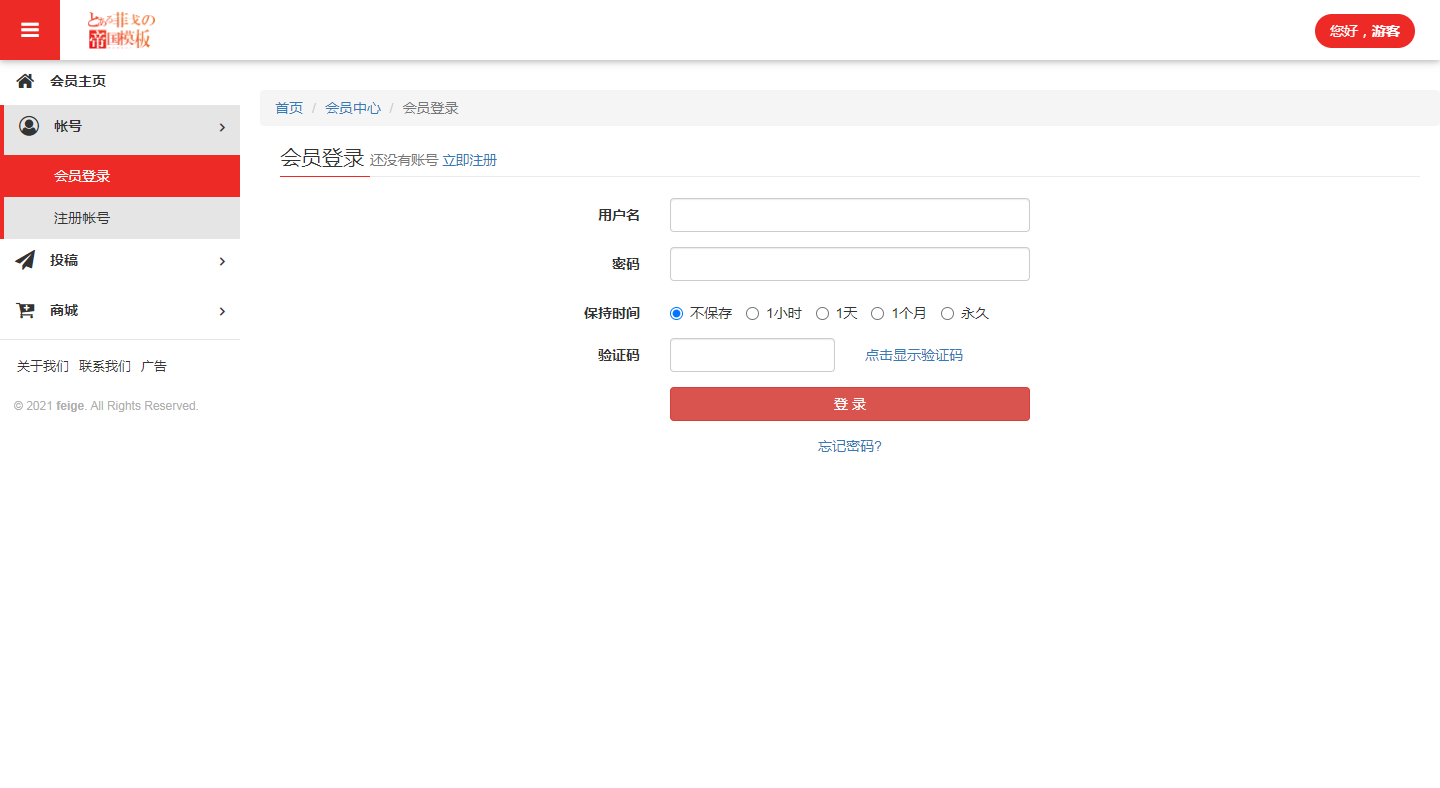 とある菲戈の
帝国模板
您好，游客
会员主页
帐号
会员登录
注册帐号
投稿
商城
关于我们 联系我们 广告
© 2021 feige. All Rights Reserved.
首页 / 会员中心 / 会员登录
会员登录 还没有账号 立即注册
用户名
密码
保持时间 不保存 1小时 1天 1个月 永久
验证码 点击显示验证码
登 录
忘记密码?